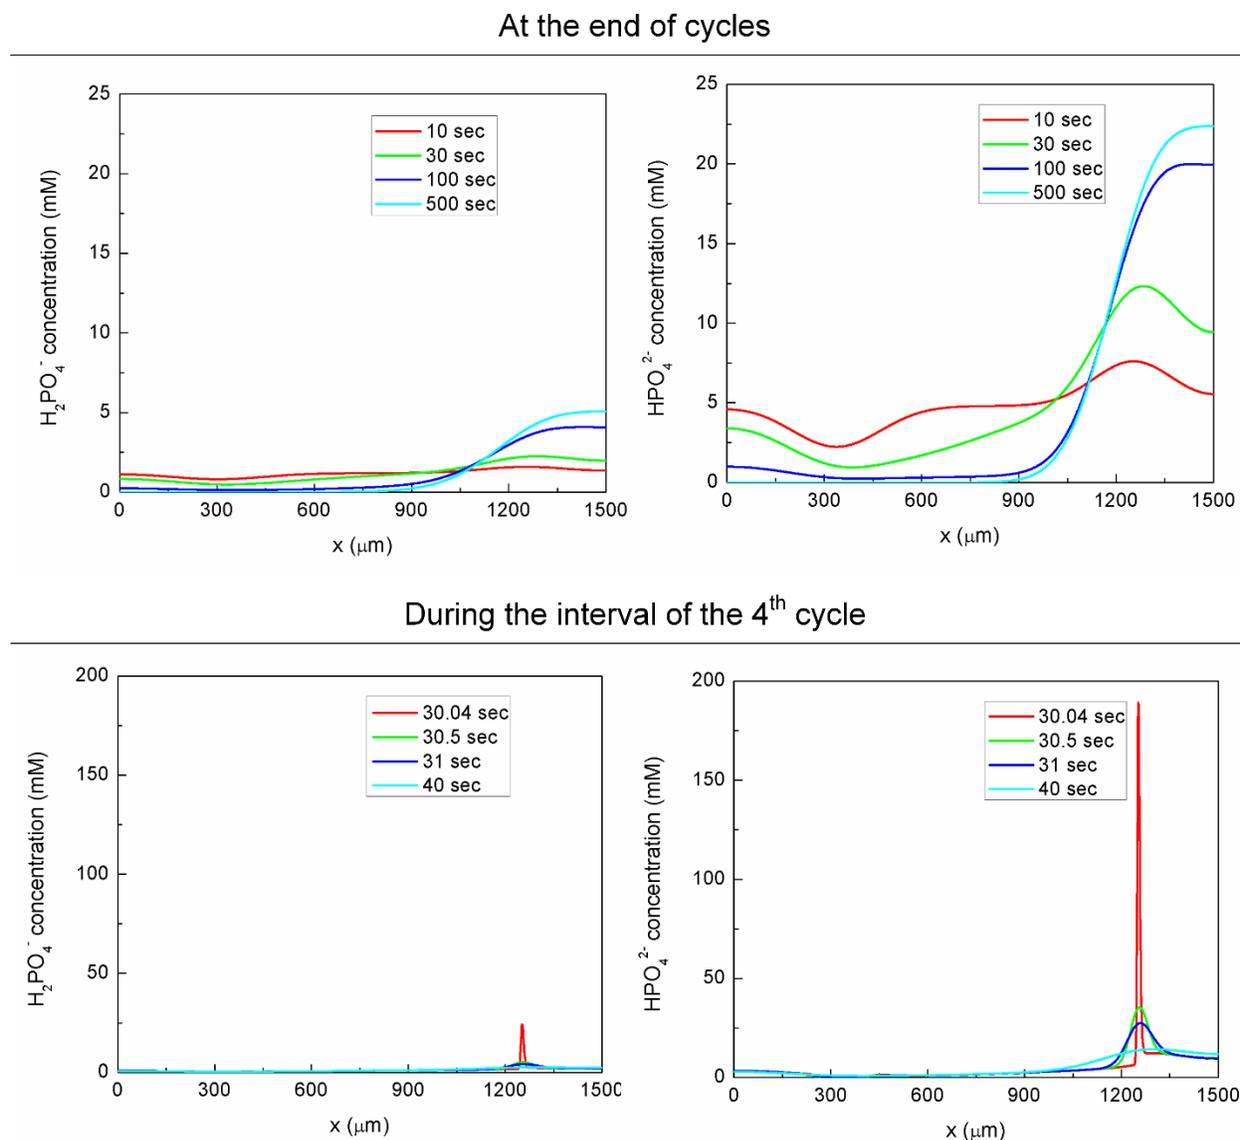 At the end of cycles
25
20
15
10
5
0
H₂PO₄⁻ concentration (mM)
10 sec
30 sec
100 sec
500 sec
0 300 600 900 1200 1500
x (μm)
25
20
15
10
5
0
HPO₄²⁻ concentration (mM)
10 sec
30 sec
100 sec
500 sec
0 300 600 900 1200 1500
x (μm)
During the interval of the 4th cycle
200
150
100
50
0
H₂PO₄⁻ concentration (mM)
30.04 sec
30.5 sec
31 sec
40 sec
0 300 600 900 1200 1500
x (μm)
200
150
100
50
0
HPO₄²⁻ concentration (mM)
30.04 sec
30.5 sec
31 sec
40 sec
0 300 600 900 1200 1500
x (μm)